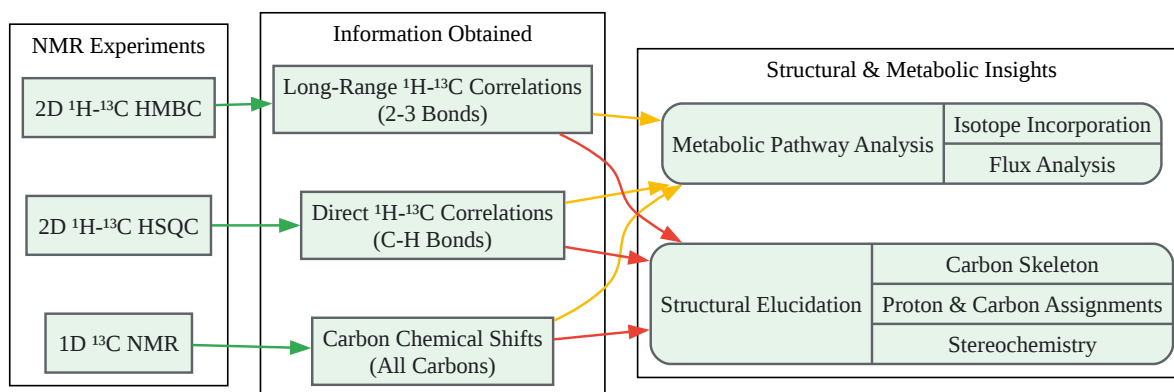 NMR Experiments
2D ¹H-¹³C HMBC
2D ¹H-¹³C HSQC
1D ¹³C NMR
Information Obtained
Long-Range ¹H-¹³C Correlations
(2-3 Bonds)
Direct ¹H-¹³C Correlations
(C-H Bonds)
Carbon Chemical Shifts
(All Carbons)
Structural & Metabolic Insights
Metabolic Pathway Analysis
Isotope Incorporation
Flux Analysis
Structural Elucidation
Carbon Skeleton
Proton & Carbon Assignments
Stereochemistry